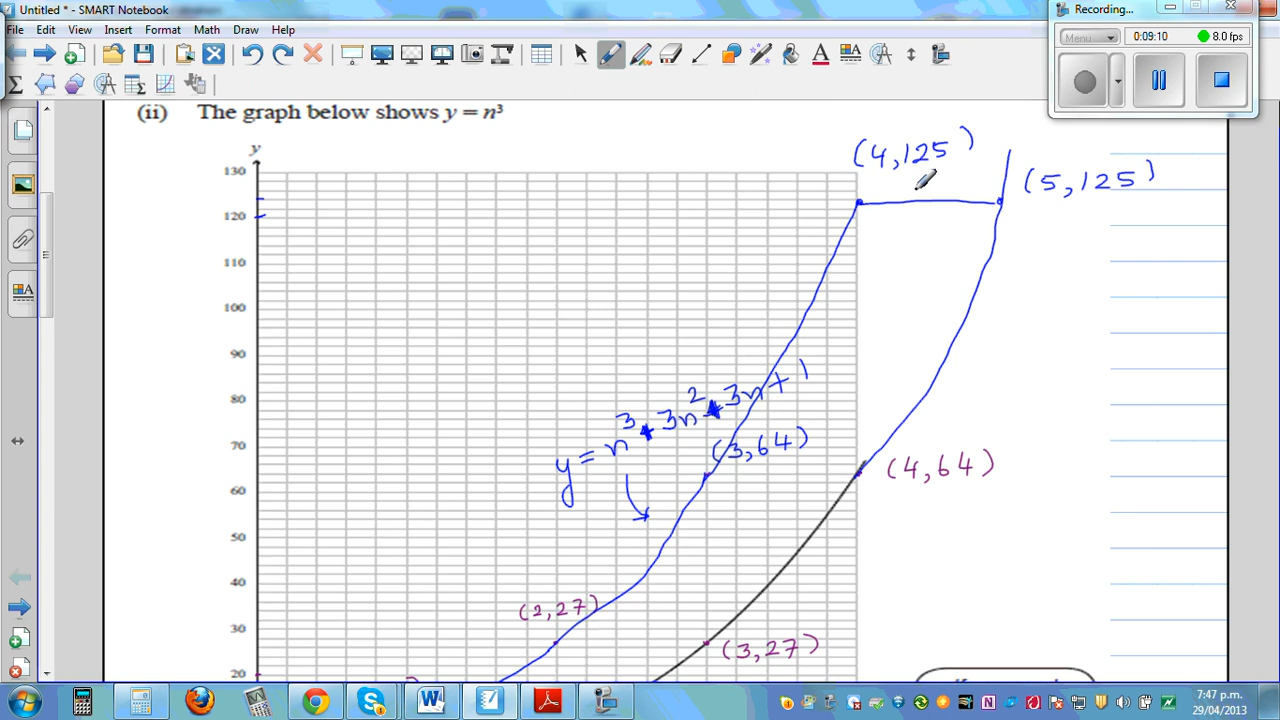 Untitled * - SMART Notebook
Recording...
File Edit View Insert Format Math Draw Help
Menu
0:09:10
8.0 fps
(ii) The graph below shows y = n³
y
(4,125)
(5,125)
130
120
110
100
90
80
70
60
50
40
30
20
y = n³ + 3n² + 3n + 1
(3,64)
(4,64)
(2,27)
(3,27)
7:47 p.m.
29/04/2013